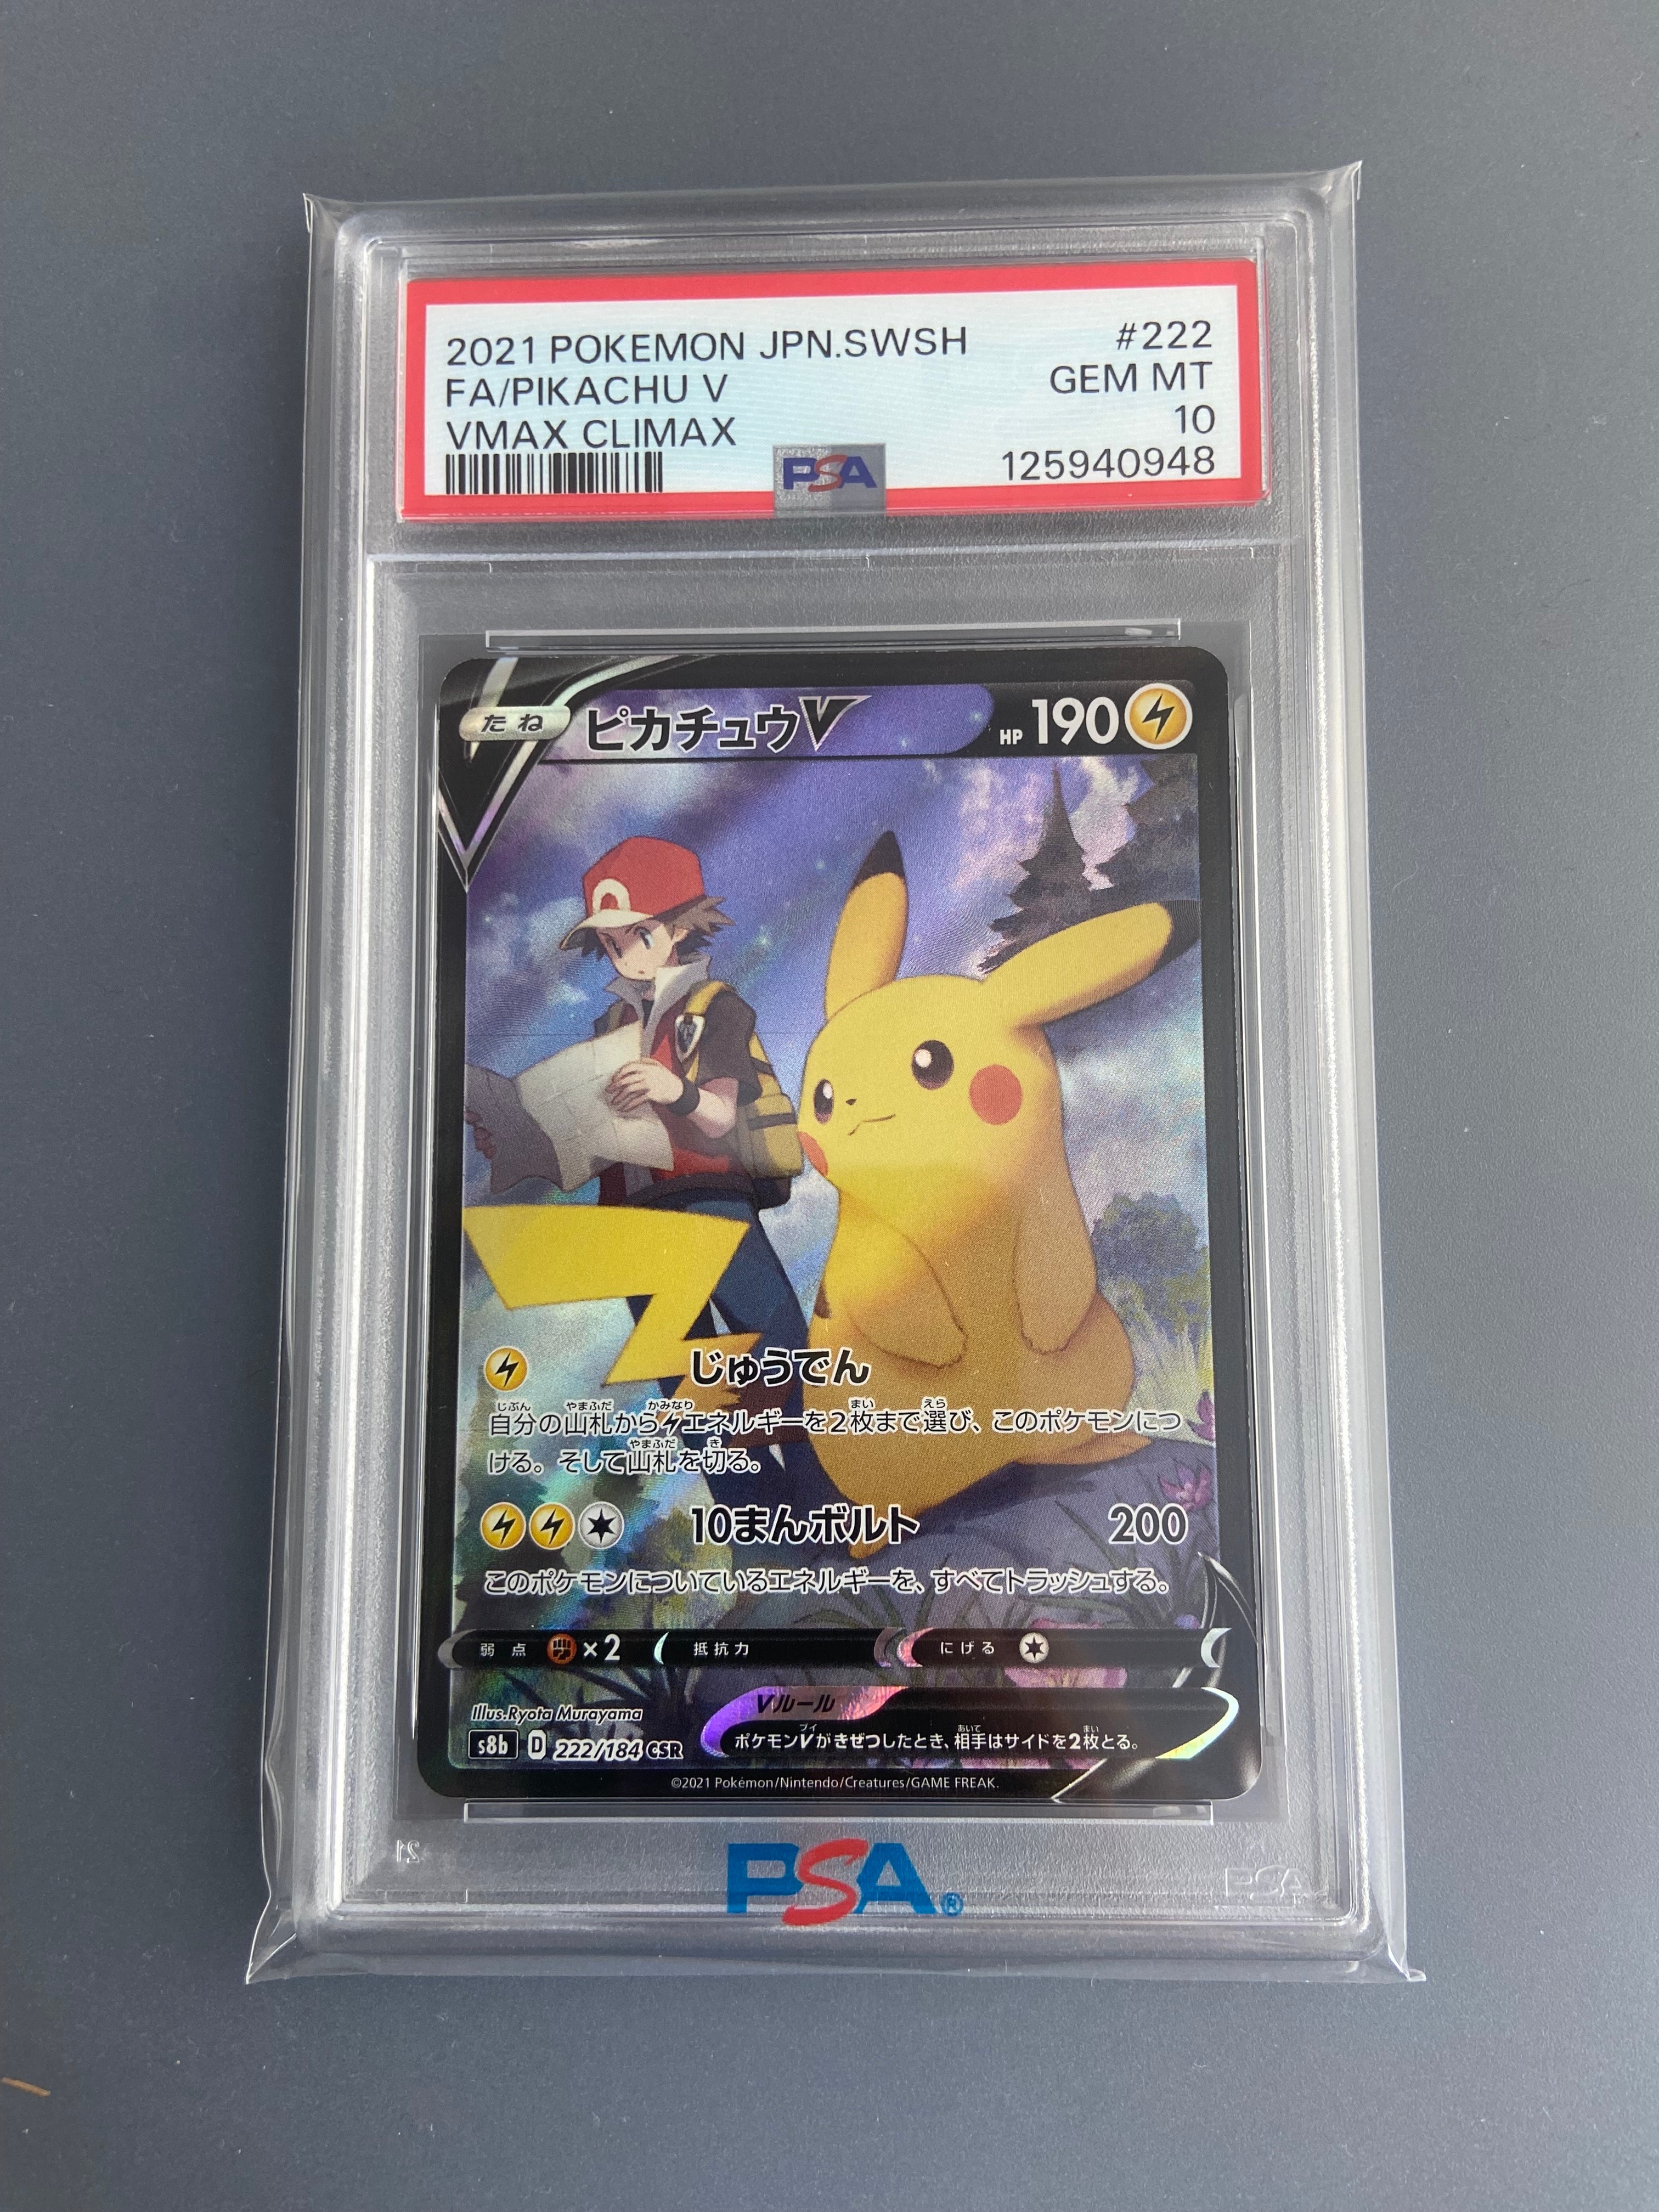 2021 POKEMON JPN.SWSH #222
FA/PIKACHU V GEM MT
VMAX CLIMAX 10
PSA 125940948
たね ピカチュウV HP 190
じゅうでん
自分の山札からエネルギーを2枚まで選び、このポケモンにつ
ける。そして山札を切る。
10まんボルト 200
このポケモンについているエネルギーを、すべてトラッシュする。
弱点 ×2 抵抗力 にげる
Illus.Ryota Murayama Vルール
s8b D 222/184 CSR ポケモンVがきぜつしたとき、相手はサイドを2枚とる。
©2021 Pokémon/Nintendo/Creatures/GAME FREAK.
21 PSA® PSA